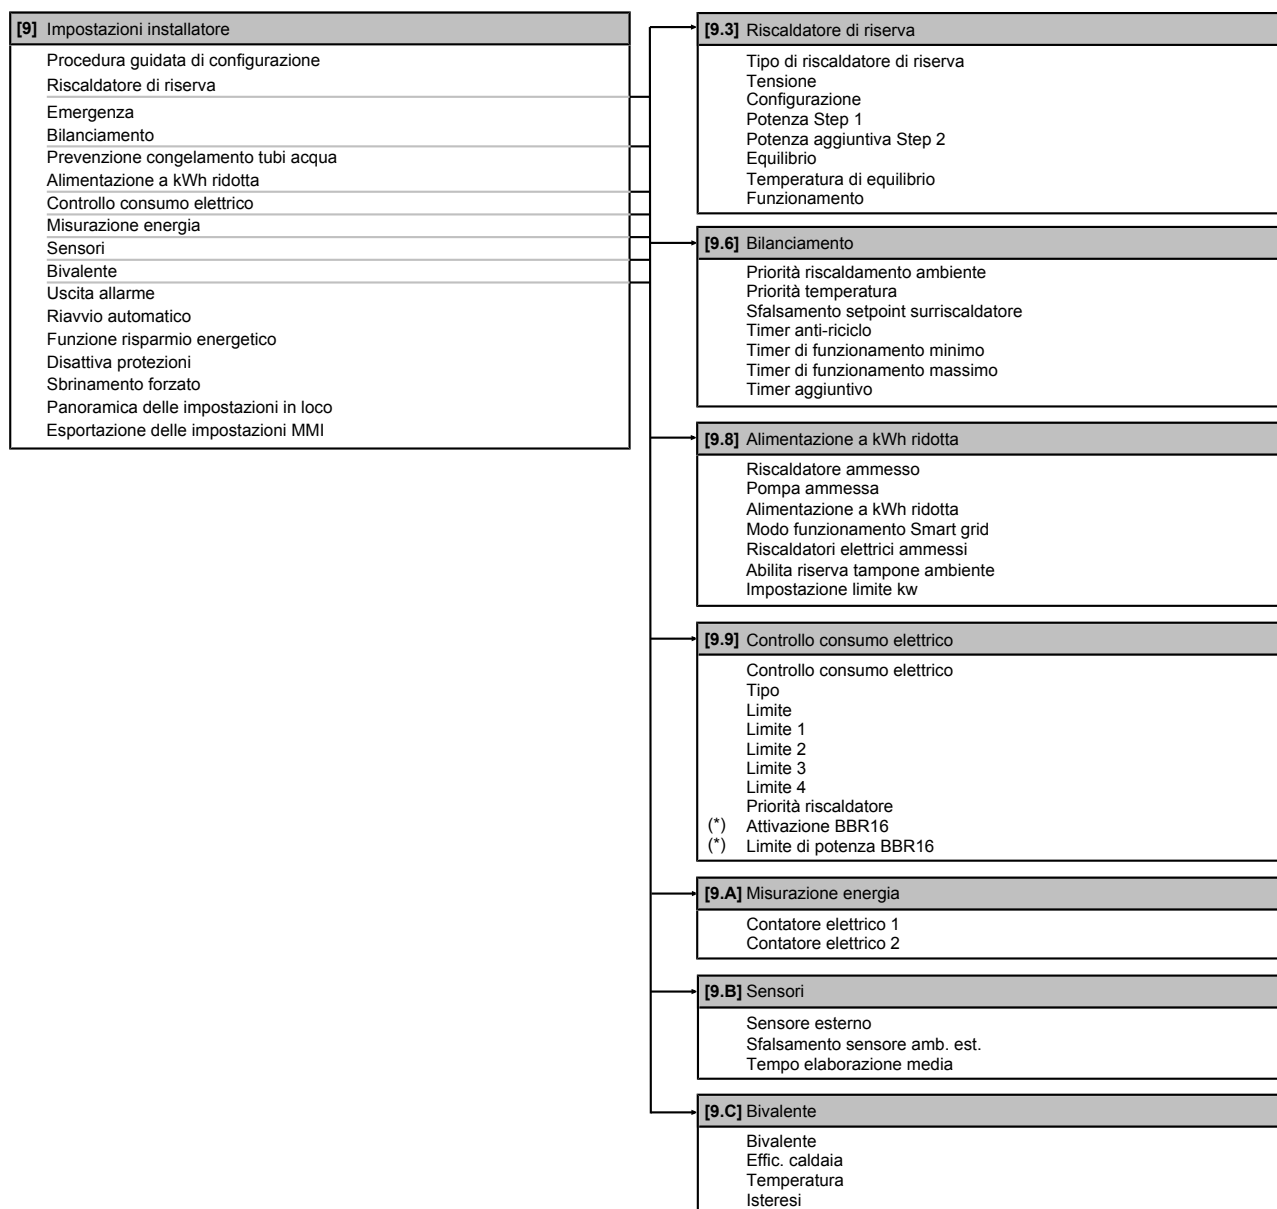 [9] Impostazioni installatore
Procedura guidata di configurazione
Riscaldatore di riserva
Emergenza
Bilanciamento
Prevenzione congelamento tubi acqua
Alimentazione a kWh ridotta
Controllo consumo elettrico
Misurazione energia
Sensori
Bivalente
Uscita allarme
Riavvio automatico
Funzione risparmio energetico
Disattiva protezioni
Sbrinamento forzato
Panoramica delle impostazioni in loco
Esportazione delle impostazioni MMI
[9.3] Riscaldatore di riserva
Tipo di riscaldatore di riserva
Tensione
Configurazione
Potenza Step 1
Potenza aggiuntiva Step 2
Equilibrio
Temperatura di equilibrio
Funzionamento
[9.6] Bilanciamento
Priorità riscaldamento ambiente
Priorità temperatura
Sfalsamento setpoint surriscaldatore
Timer anti-riciclo
Timer di funzionamento minimo
Timer di funzionamento massimo
Timer aggiuntivo
[9.8] Alimentazione a kWh ridotta
Riscaldatore ammesso
Pompa ammessa
Alimentazione a kWh ridotta
Modo funzionamento Smart grid
Riscaldatori elettrici ammessi
Abilita riserva tampone ambiente
Impostazione limite kw
[9.9] Controllo consumo elettrico
Controllo consumo elettrico
Tipo
Limite
Limite 1
Limite 2
Limite 3
Limite 4
Priorità riscaldatore
(*) Attivazione BBR16
(*) Limite di potenza BBR16
[9.A] Misurazione energia
Contatore elettrico 1
Contatore elettrico 2
[9.B] Sensori
Sensore esterno
Sfalsamento sensore amb. est.
Tempo elaborazione media
[9.C] Bivalente
Bivalente
Effic. caldaia
Temperatura
Isteresi